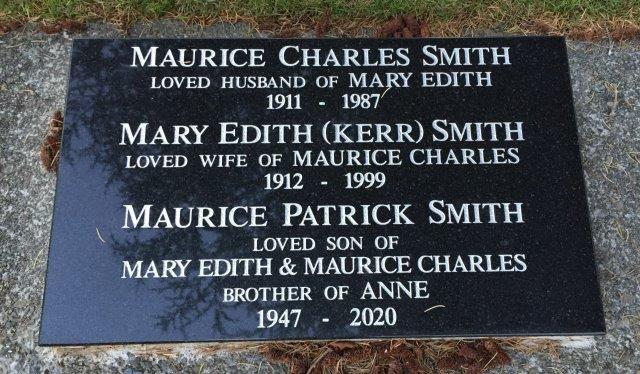 MAURICE CHARLES SMITH
LOVED HUSBAND OF MARY EDITH
1911 - 1987
MARY EDITH (KERR) SMITH
LOVED WIFE OF MAURICE CHARLES
1912 - 1999
MAURICE PATRICK SMITH
LOVED SON OF
MARY EDITH & MAURICE CHARLES
BROTHER OF ANNE
1947 - 2020